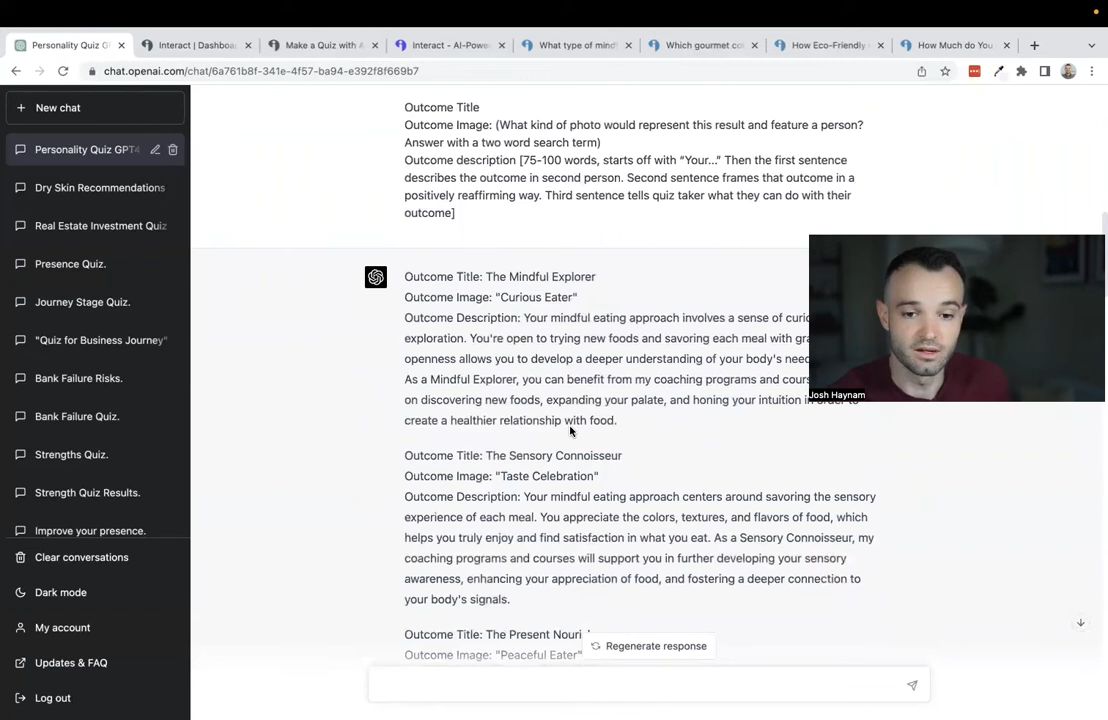 Personality Quiz G
Interact | Dashboa
Make a Quiz with A
Interact - AI-Powe
What type of mind
Which gourmet co
How Eco-Friendly
How Much do You
chat.openai.com/chat/6a761b8f-341e-4f57-ba94-e392f8f669b7
New chat
Personality Quiz GPT4
Dry Skin Recommendations
Real Estate Investment Quiz
Presence Quiz.
Journey Stage Quiz.
"Quiz for Business Journey"
Bank Failure Risks.
Bank Failure Quiz.
Strengths Quiz.
Strength Quiz Results.
Improve your presence.
Clear conversations
Dark mode
My account
Updates & FAQ
Log out
Outcome Title
Outcome Image: (What kind of photo would represent this result and feature a person?
Answer with a two word search term)
Outcome description [75-100 words, starts off with “Your...” Then the first sentence
describes the outcome in second person. Second sentence frames that outcome in a
positively reaffirming way. Third sentence tells quiz taker what they can do with their
outcome]
Outcome Title: The Mindful Explorer
Outcome Image: "Curious Eater"
Outcome Description: Your mindful eating approach involves a sense of
exploration. You're open to trying new foods and savoring each meal with
openness allows you to develop a deeper understanding of your body's
As a Mindful Explorer, you can benefit from my coaching programs and
on discovering new foods, expanding your palate, and honing your intuition in order to
create a healthier relationship with food.
Outcome Title: The Sensory Connoisseur
Outcome Image: "Taste Celebration"
Outcome Description: Your mindful eating approach centers around savoring the sensory
experience of each meal. You appreciate the colors, textures, and flavors of food, which
helps you truly enjoy and find satisfaction in what you eat. As a Sensory Connoisseur, my
coaching programs and courses will support you in further developing your sensory
awareness, enhancing your appreciation of food, and fostering a deeper connection to
your body's signals.
Outcome Title: The Present
Outcome Image: "Peaceful Eater"
Regenerate response
Josh Haynam